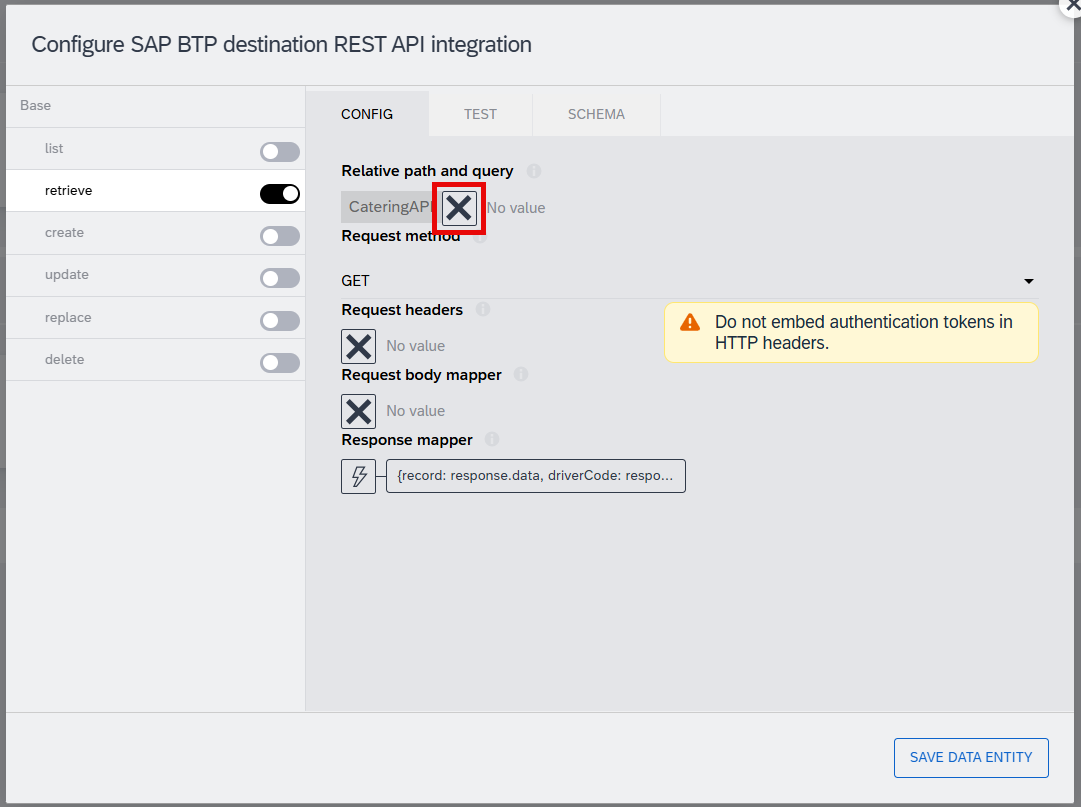 Configure SAP BTP destination REST API integration
Base
list
retrieve
create
update
replace
delete
CONFIG
TEST
SCHEMA
Relative path and query
CateringAPI
No value
Request method
GET
Request headers
No value
Do not embed authentication tokens in
HTTP headers.
Request body mapper
No value
Response mapper
{record: response.data, driverCode: respo...
SAVE DATA ENTITY